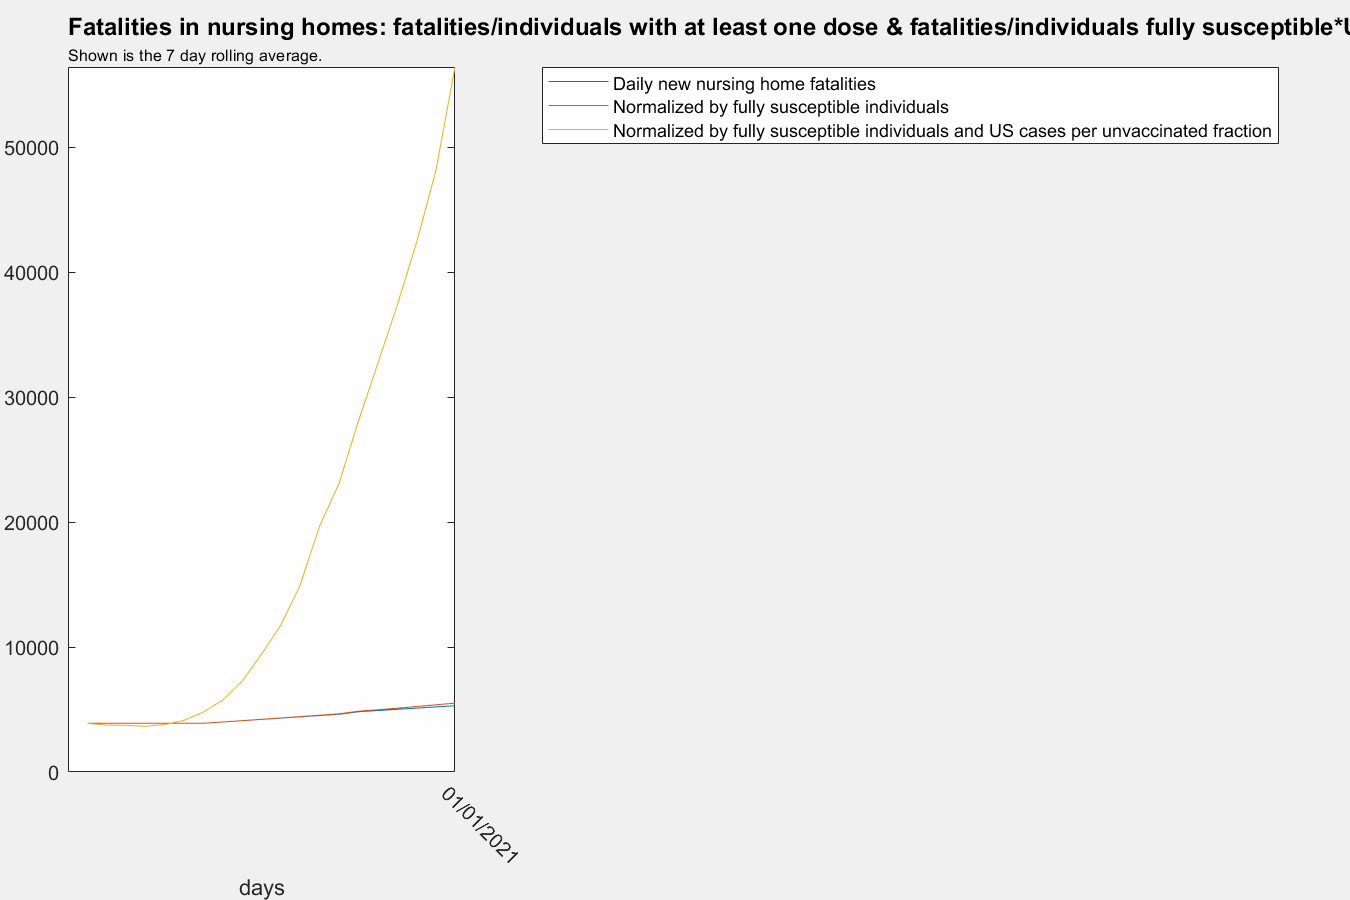 Fatalities in nursing homes: fatalities/individuals with at least one dose & fatalities/individuals fully susceptible*U
Shown is the 7 day rolling average.
Daily new nursing home fatalities
Normalized by fully susceptible individuals
Normalized by fully susceptible individuals and US cases per unvaccinated fraction
50000
40000
30000
20000
10000
0
01/01/2021
days